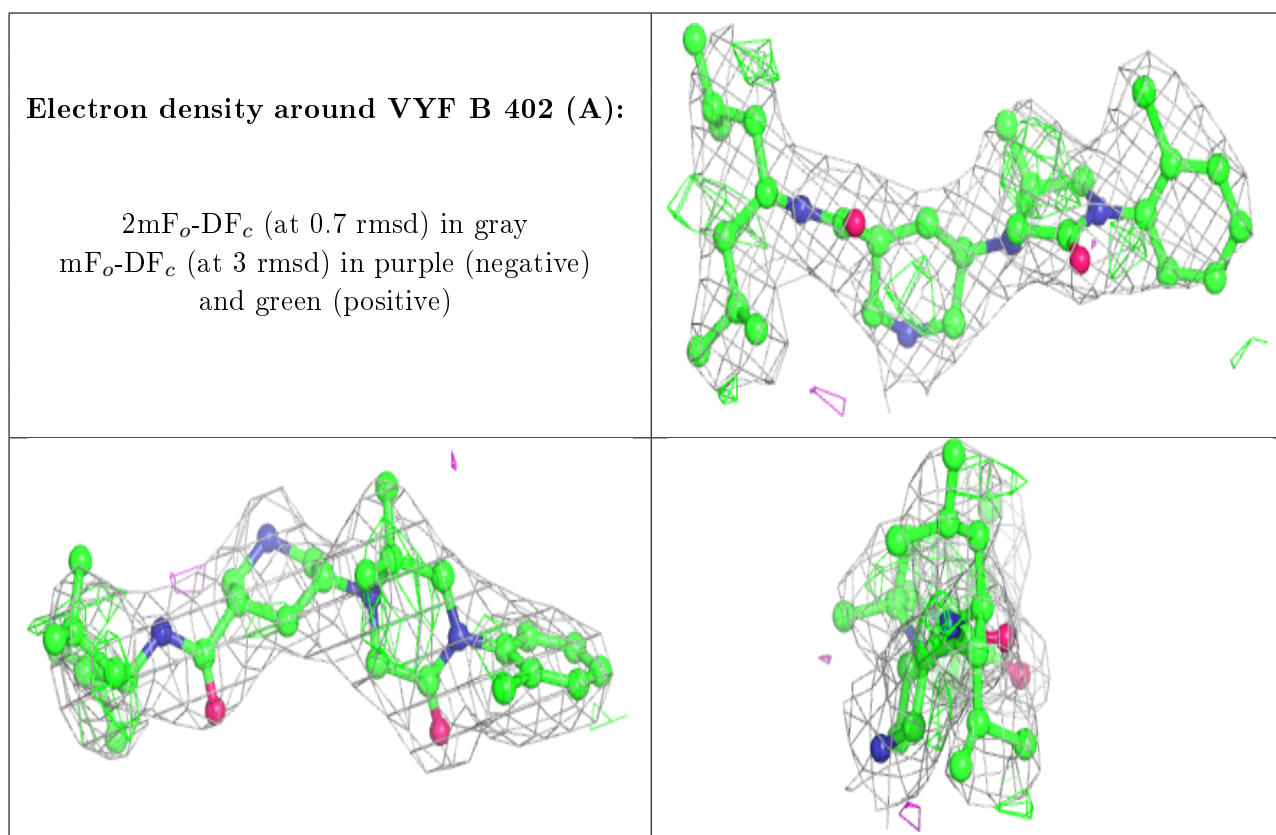 Electron density around VYF B 402 (A):
2mFₒ-DF𝒸 (at 0.7 rmsd) in gray
mFₒ-DF𝒸 (at 3 rmsd) in purple (negative)
and green (positive)